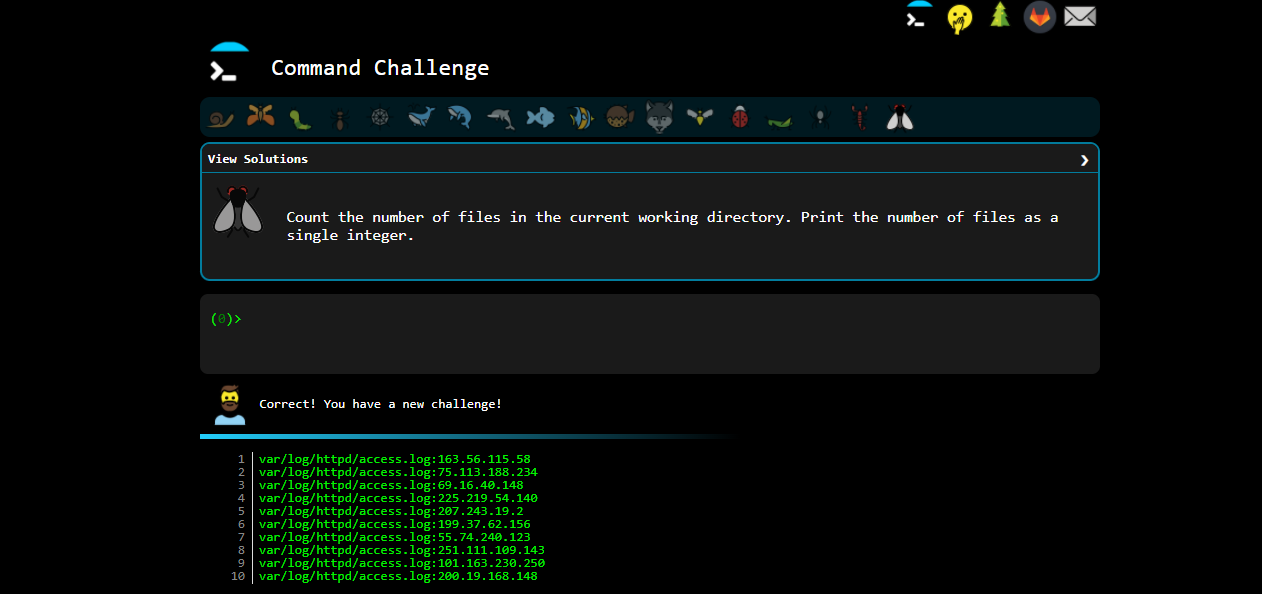 Command Challenge
View Solutions
Count the number of files in the current working directory. Print the number of files as a
single integer.
(0)>
Correct! You have a new challenge!
1 var/log/httpd/access.log:163.56.115.58
2 var/log/httpd/access.log:75.113.188.234
3 var/log/httpd/access.log:69.16.40.148
4 var/log/httpd/access.log:225.219.54.140
5 var/log/httpd/access.log:207.243.19.2
6 var/log/httpd/access.log:199.37.62.156
7 var/log/httpd/access.log:55.74.240.123
8 var/log/httpd/access.log:251.111.109.143
9 var/log/httpd/access.log:101.163.230.250
10 var/log/httpd/access.log:200.19.168.148